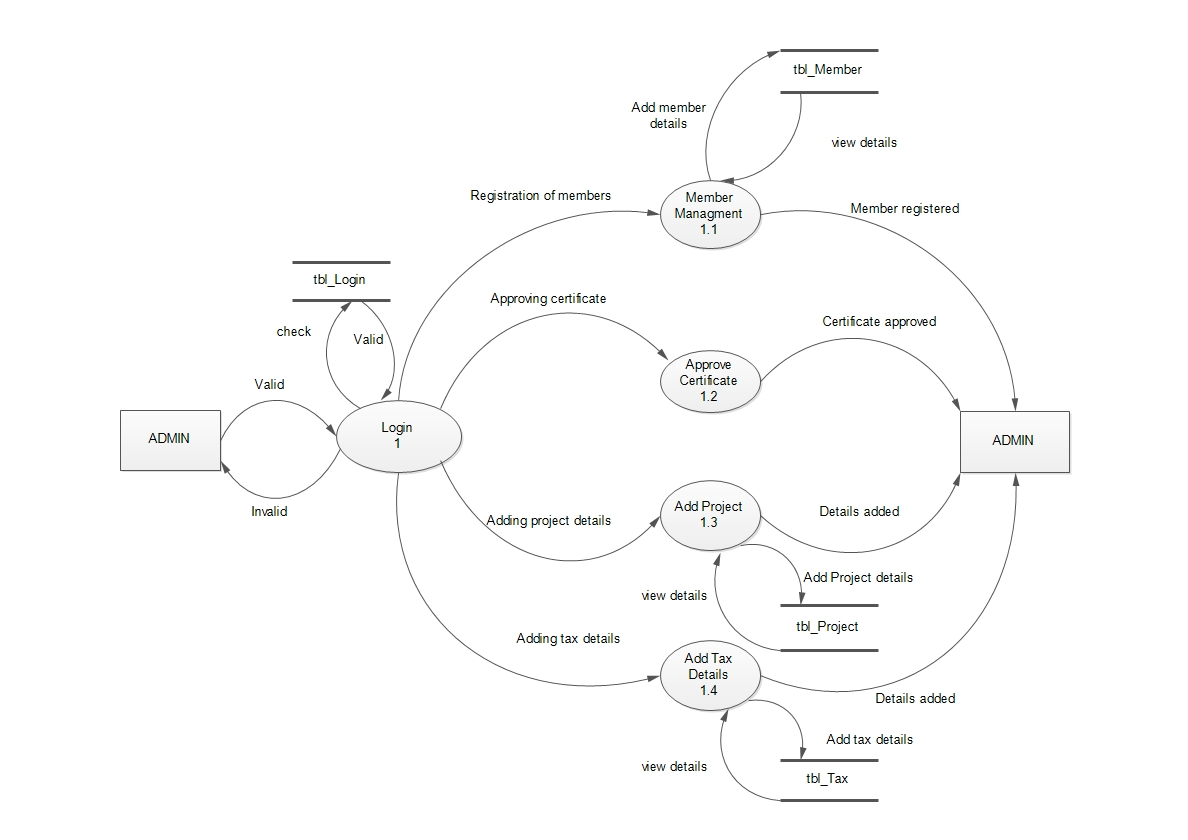 tbl_Member
Add member
details
view details
Member
Managment
1.1
Registration of members
Member registered
tbl_Login
check
Valid
Approving certificate
Certificate approved
Approve
Certificate
1.2
Valid
ADMIN
Login
1
ADMIN
Invalid
Adding project details
Add Project
1.3
Details added
view details
Add Project details
tbl_Project
Adding tax details
Add Tax
Details
1.4
Details added
view details
Add tax details
tbl_Tax